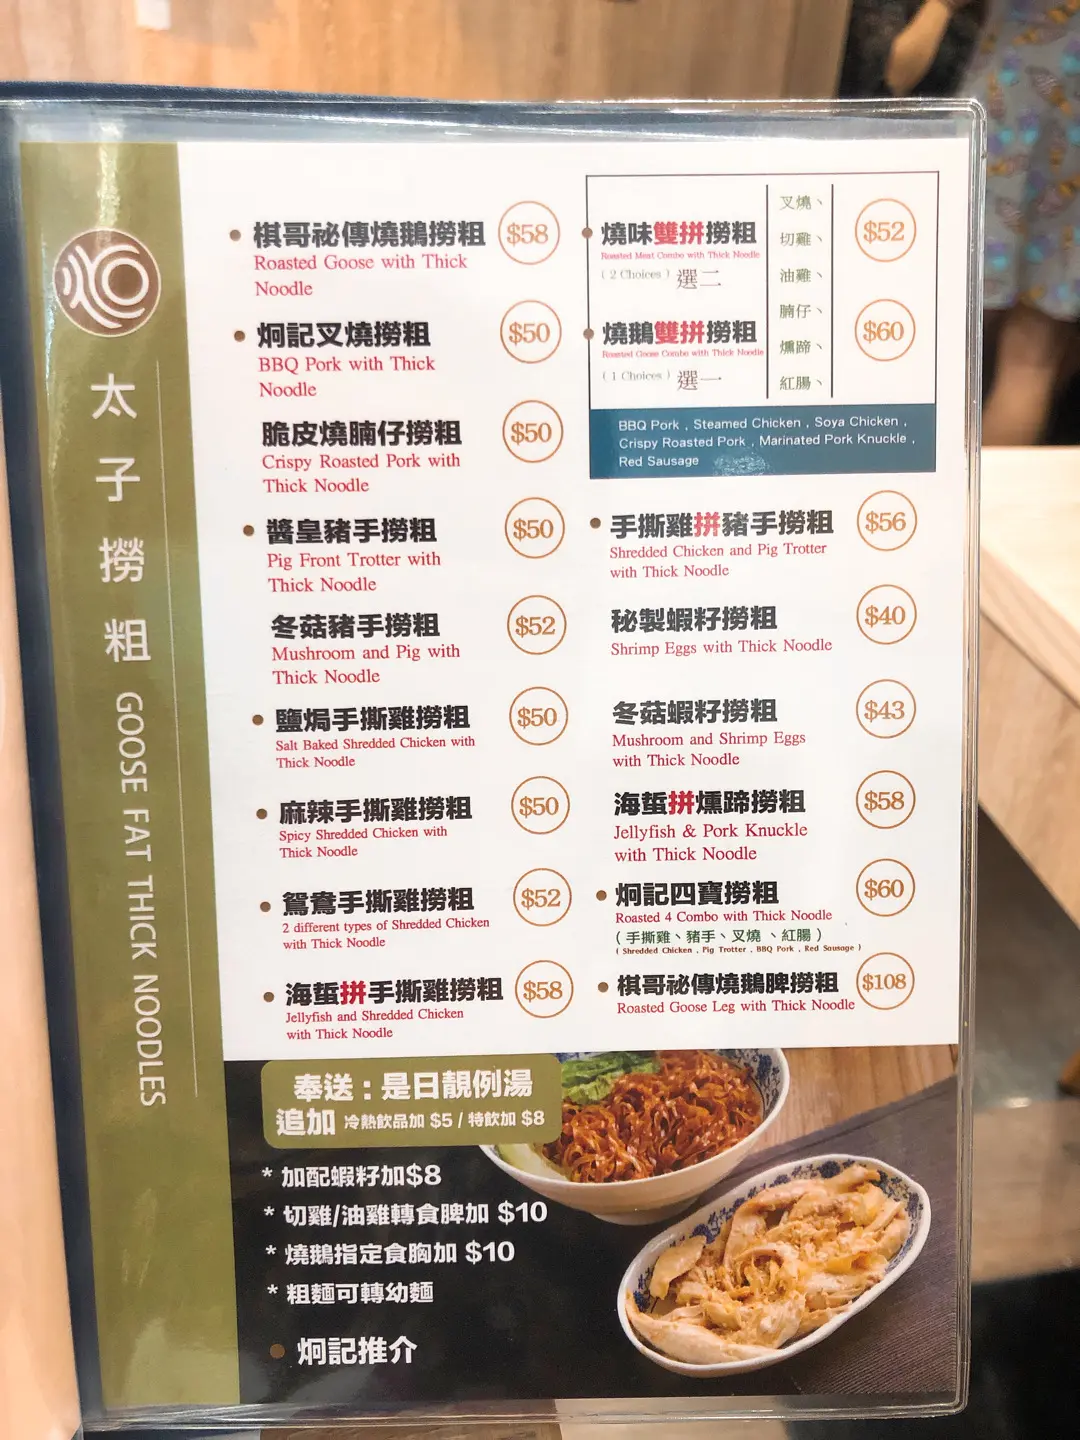 太子撈粗 GOOSE FAT THICK NOODLES
棋哥祕傳燒鵝撈粗 $58
Roasted Goose with Thick
Noodle
炯記叉燒撈粗 $50
BBQ Pork with Thick
Noodle
脆皮燒腩仔撈粗 $50
Crispy Roasted Pork with
Thick Noodle
醬皇豬手撈粗 $50
Pig Front Trotter with
Thick Noodle
冬菇豬手撈粗 $52
Mushroom and Pig with
Thick Noodle
鹽焗手撕雞撈粗 $50
Salt Baked Shredded Chicken with
Thick Noodle
麻辣手撕雞撈粗 $50
Spicy Shredded Chicken with
Thick Noodle
鴛鴦手撕雞撈粗 $52
2 different types of Shredded Chicken
with Thick Noodle
海蜇拼手撕雞撈粗 $58
Jellyfish and Shredded Chicken
with Thick Noodle
燒味雙拼撈粗 $52
Roasted Meat Combo with Thick Noodle
( 2 Choices ) 選二
燒鵝雙拼撈粗 $60
Roasted Goose Combo with Thick Noodle
( 1 Choices ) 選一
叉燒、
切雞、
油雞、
腩仔、
燻蹄、
紅腸、
BBQ Pork , Steamed Chicken , Soya Chicken ,
Crispy Roasted Pork , Marinated Pork Knuckle ,
Red Sausage
手撕雞拼豬手撈粗 $56
Shredded Chicken and Pig Trotter
with Thick Noodle
秘製蝦籽撈粗 $40
Shrimp Eggs with Thick Noodle
冬菇蝦籽撈粗 $43
Mushroom and Shrimp Eggs
with Thick Noodle
海蜇拼燻蹄撈粗 $58
Jellyfish & Pork Knuckle
with Thick Noodle
炯記四寶撈粗 $60
Roasted 4 Combo with Thick Noodle
( 手撕雞、豬手、叉燒 、紅腸 )
( Shredded Chicken , Pig Trotter , BBQ Pork , Red Sausage )
棋哥祕傳燒鵝脾撈粗 $108
Roasted Goose Leg with Thick Noodle
奉送：是日靚例湯
追加 冷熱飲品加 $5 / 特飲加 $8
* 加配蝦籽加$8
* 切雞/油雞轉食脾加 $10
* 燒鵝指定食胸加 $10
* 粗麵可轉幼麵
炯記推介